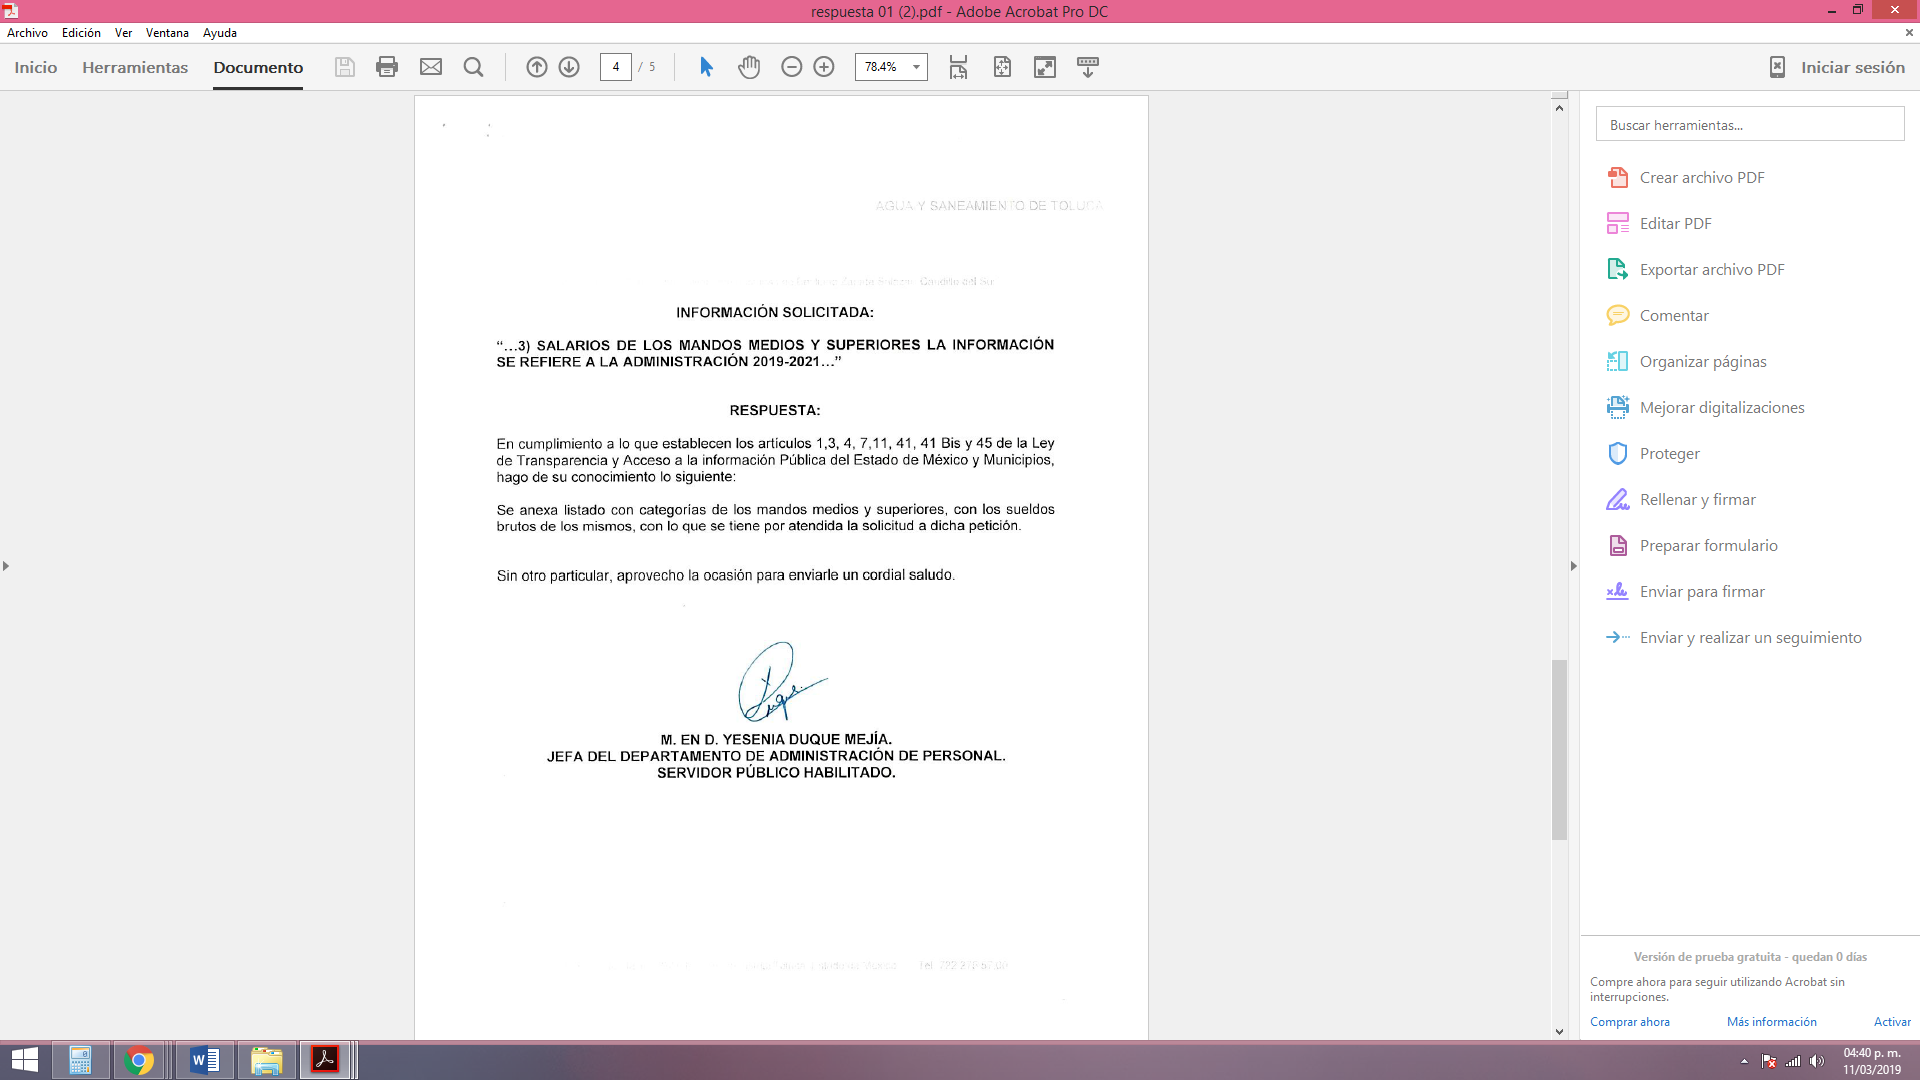 respuesta 01 (2).pdf - Adobe Acrobat Pro DC
Archivo Edición Ver Ventana Ayuda
Inicio Herramientas Documento 4 / 5 78.4% Iniciar sesión
Buscar herramientas...
Crear archivo PDF
Editar PDF
Exportar archivo PDF
Comentar
Organizar páginas
Mejorar digitalizaciones
Proteger
Rellenar y firmar
Preparar formulario
Enviar para firmar
Enviar y realizar un seguimiento
AGUA Y SANEAMIENTO DE TOLUCA
Caudillo del Sur
INFORMACIÓN SOLICITADA:
“...3) SALARIOS DE LOS MANDOS MEDIOS Y SUPERIORES LA INFORMACIÓN
SE REFIERE A LA ADMINISTRACIÓN 2019-2021...”
RESPUESTA:
En cumplimiento a lo que establecen los artículos 1,3, 4, 7,11, 41, 41 Bis y 45 de la Ley
de Transparencia y Acceso a la información Pública del Estado de México y Municipios,
hago de su conocimiento lo siguiente:
Se anexa listado con categorías de los mandos medios y superiores, con los sueldos
brutos de los mismos, con lo que se tiene por atendida la solicitud a dicha petición.
Sin otro particular, aprovecho la ocasión para enviarle un cordial saludo.
M. EN D. YESENIA DUQUE MEJÍA.
JEFA DEL DEPARTAMENTO DE ADMINISTRACIÓN DE PERSONAL.
SERVIDOR PÚBLICO HABILITADO.
Versión de prueba gratuita - quedan 0 días
Compre ahora para seguir utilizando Acrobat sin
interrupciones.
Comprar ahora Más información Activar
04:40 p. m.
11/03/2019